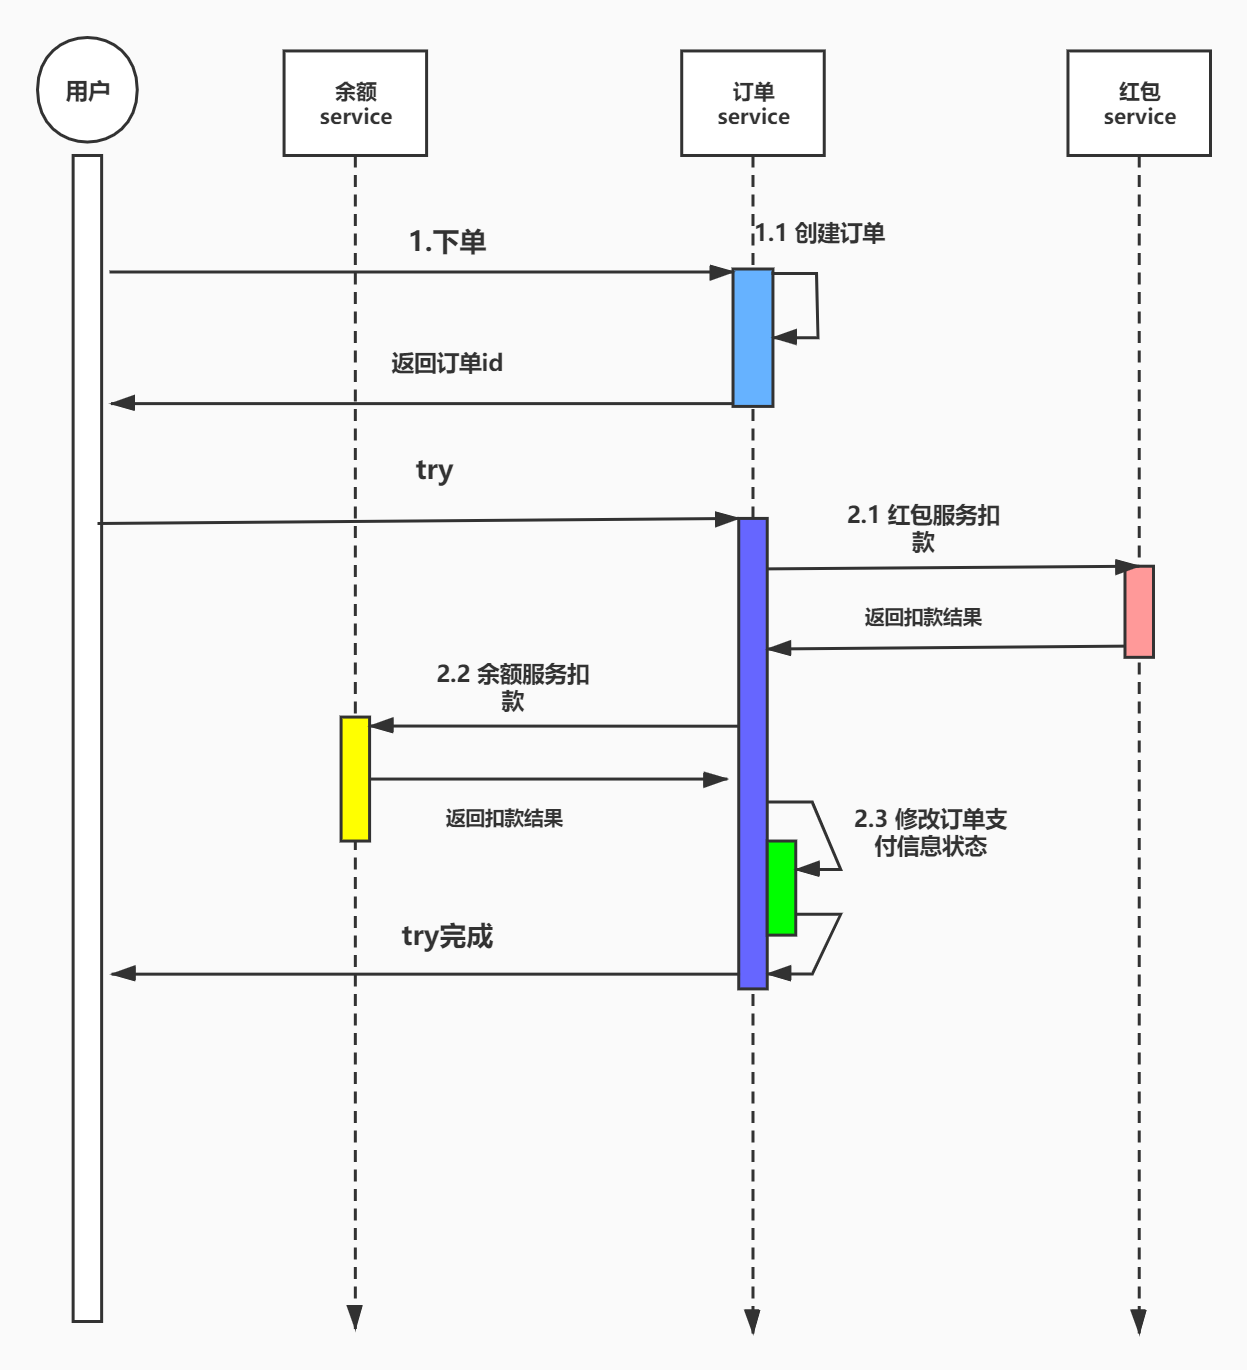 用户
余额
service
订单
service
红包
service
1.下单
1.1 创建订单
返回订单id
try
2.1 红包服务扣
款
返回扣款结果
2.2 余额服务扣
款
返回扣款结果
2.3 修改订单支
付信息状态
try完成